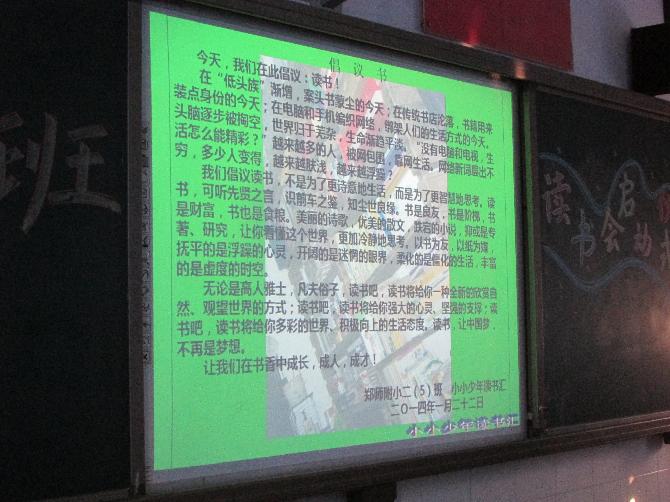 班
倡 议 书
今天，我们在此倡议：读书！
在“低头族”渐增，案头书蒙尘的今天；在传统书店沦落，书籍用来
装点身份的今天；在电脑和手机编织网络，绑架人们的生活方式的今天，
头脑逐步被掏空，世界归于芜杂，生命渐趋平淡。“没有电脑和电视，生
活怎么能精彩？”越来越多的人，被网包围，靠网生活。网络新词层出不
穷，多少人变得，越来越肤浅，越来越浮躁？
我们倡议读书，不是为了更诗意地生活，而是为了更智慧地思考。读
书，可听先贤之言，识前车之鉴，知尘世良缘。书是良友，书是阶梯，书
是财富，书也是食粮。美丽的诗歌，优美的散文，跌宕的小说，抑或是专
著、研究，让你看懂这个世界，更加冷静地思考。以书为友，以纸为媒，
抚平的是浮躁的心灵，开阔的是迷惘的眼界，柔化的是僵化的生活，丰富
的是虚度的时空。
无论是高人雅士，凡夫俗子，读书吧，读书将给你一种全新的欣赏自
然、观望世界的方式；读书吧，读书将给你强大的心灵、坚强的支撑；读
书吧，读书将给你多彩的世界、积极向上的生活态度。读书，让中国梦，
不再是梦想。
让我们在书香中成长，成人，成才！
郑师附小二（5）班 小小少年读书汇
二〇一四年一月二十二日
小小少年读书汇
读书会启